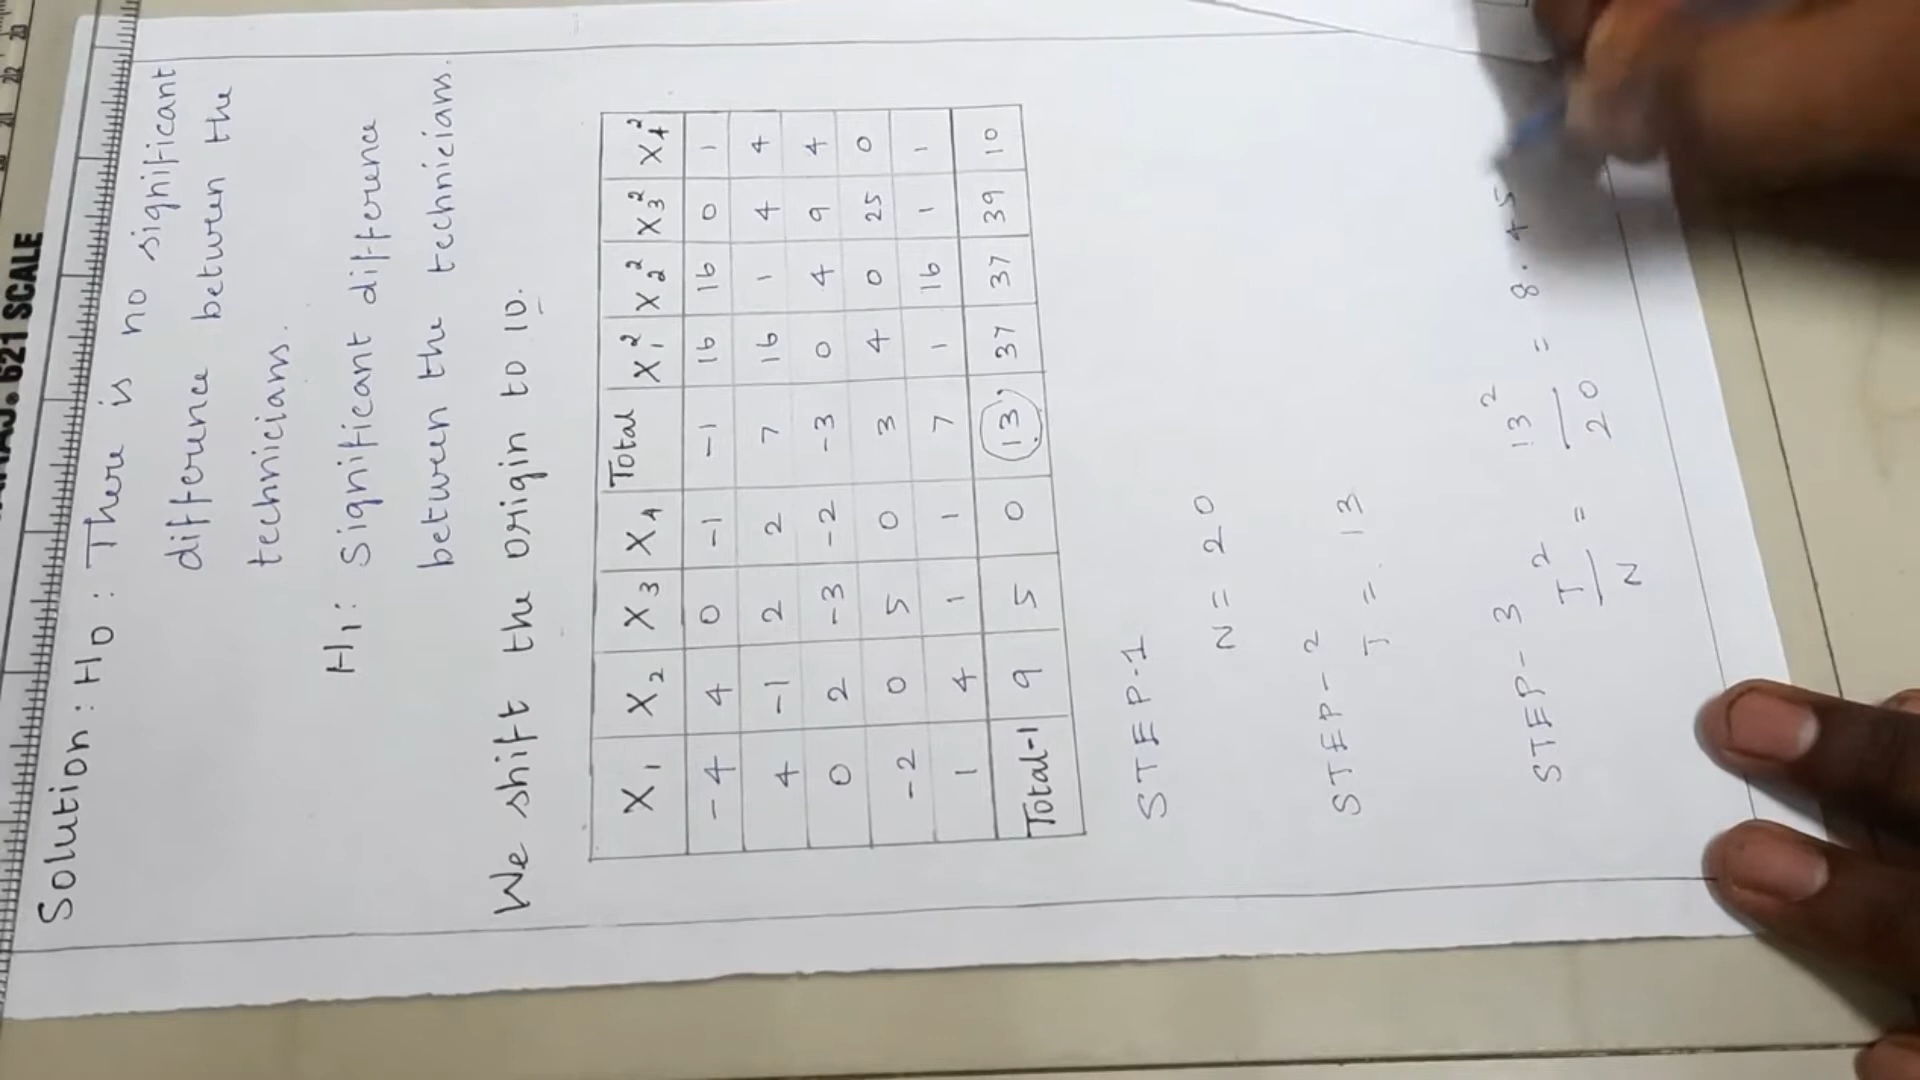 621 SCALE
Solution: H0: There is no significant
difference between the
technicians.
H1: Significant difference
between the technicians.
We shift the origin to 10.
X1 X2 X3 X4 Total X1² X2² X3² X4²
-4 4 0 -1 -1 16 16 0 1
4 -1 2 2 7 16 1 4 4
0 2 -3 -2 -3 0 4 9 4
-2 0 5 0 3 4 0 25 0
1 4 1 1 7 1 16 1 1
Total-1 9 5 0 13 37 37 39 10
STEP-1
N = 20
STEP-2
T = 13
STEP-3
T²/N = 13²/20 = 8.45